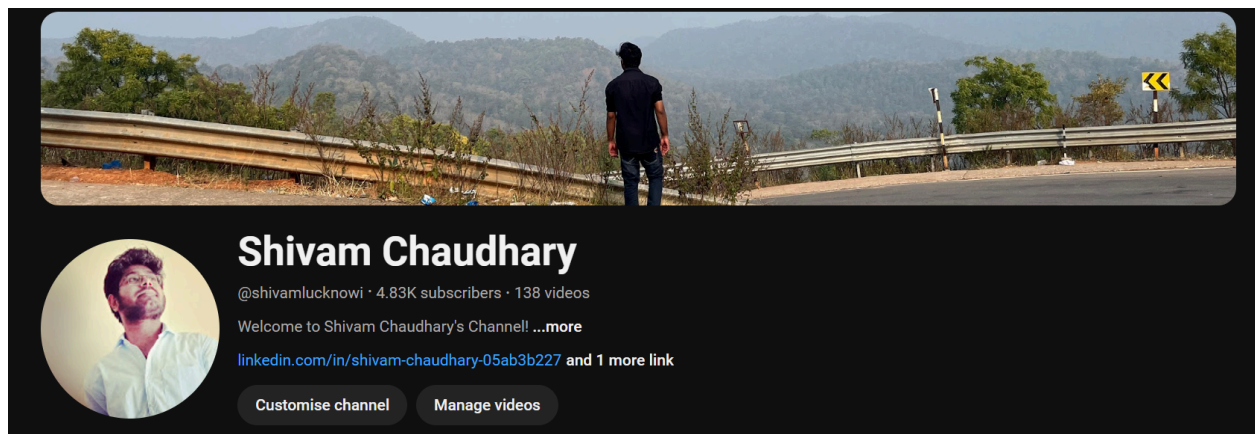 Shivam Chaudhary
@shivamlucknowi · 4.83K subscribers · 138 videos
Welcome to Shivam Chaudhary's Channel! ...more
linkedin.com/in/shivam-chaudhary-05ab3b227 and 1 more link
Customise channel Manage videos